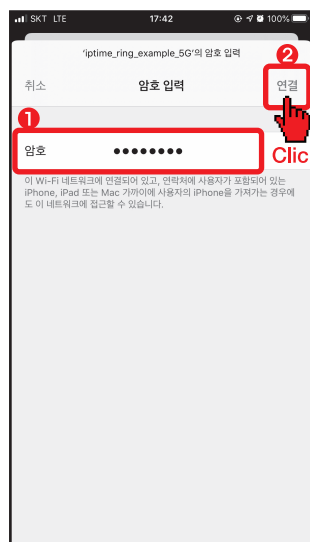 SKT LTE 17:42 100%
'iptime_ring_example_5G'의 암호 입력
2
취소 암호 입력 연결
1
암호 ●●●●●●●●
Clic
이 Wi-Fi 네트워크에 연결되어 있고, 연락처에 사용자가 포함되어 있는
iPhone, iPad 또는 Mac 가까이에 사용자의 iPhone을 가져가는 경우에
도 이 네트워크에 접근할 수 있습니다.